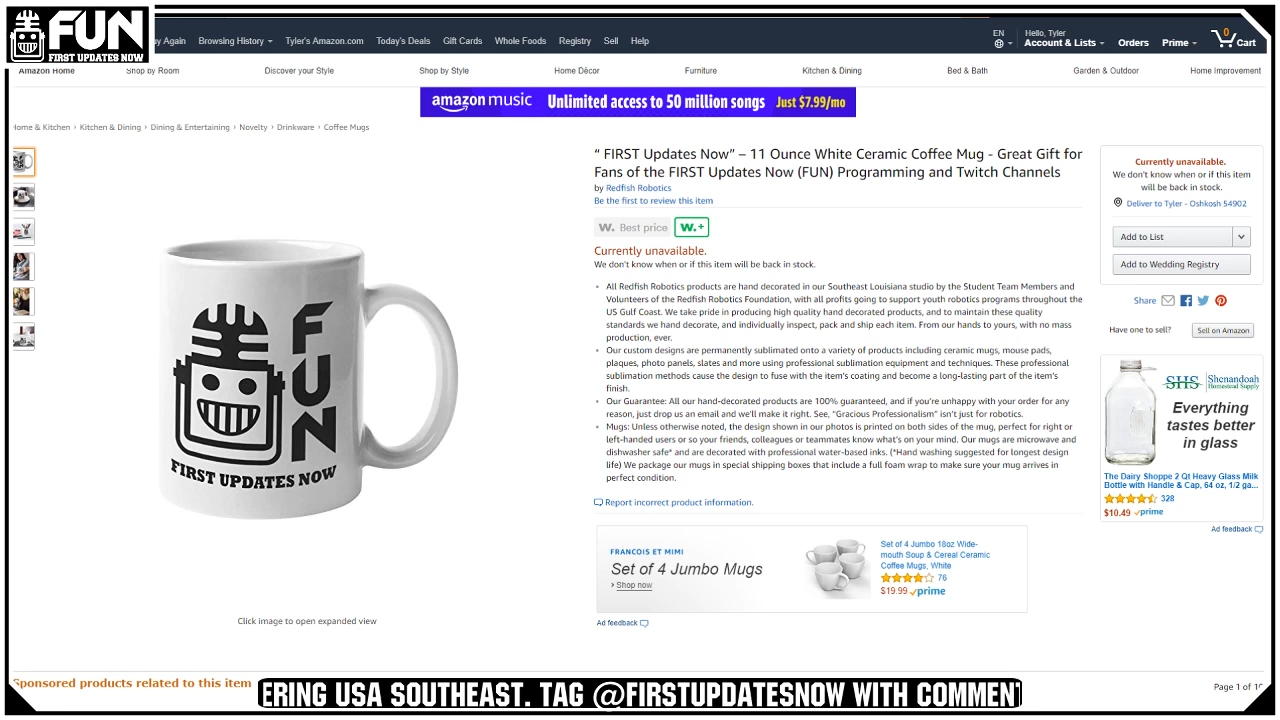 FUN
FIRST UPDATES NOW
y Again
Browsing History
Tyler's Amazon.com
Today's Deals
Gift Cards
Whole Foods
Registry
Sell
Help
EN
Hello, Tyler
Account & Lists
Orders
Prime
0
Cart
Amazon Home
Shop by Room
Discover your Style
Shop by Style
Home Décor
Furniture
Kitchen & Dining
Bed & Bath
Garden & Outdoor
Home Improvement
amazon music Unlimited access to 50 million songs Just $7.99/mo
Home & Kitchen › Kitchen & Dining › Dining & Entertaining › Novelty › Drinkware › Coffee Mugs
FUN
FIRST UPDATES NOW
Click image to open expanded view
“ FIRST Updates Now” – 11 Ounce White Ceramic Coffee Mug - Great Gift for
Fans of the FIRST Updates Now (FUN) Programming and Twitch Channels
by Redfish Robotics
Be the first to review this item
W. Best price W.+
Currently unavailable.
We don't know when or if this item will be back in stock.
• All Redfish Robotics products are hand decorated in our Southeast Louisiana studio by the Student Team Members and
Volunteers of the Redfish Robotics Foundation, with all profits going to support youth robotics programs throughout the
US Gulf Coast. We take pride in producing high quality hand decorated products, and to maintain these quality
standards we hand decorate, and individually inspect, pack and ship each item. From our hands to yours, with no mass
production, ever.
• Our custom designs are permanently sublimated onto a variety of products including ceramic mugs, mouse pads,
plaques, photo panels, slates and more using professional sublimation equipment and techniques. These professional
sublimation methods cause the design to fuse with the item's coating and become a long-lasting part of the item's
finish.
• Our Guarantee: All our hand-decorated products are 100% guaranteed, and if you're unhappy with your order for any
reason, just drop us an email and we'll make it right. See, “Gracious Professionalism” isn't just for robotics.
• Mugs: Unless otherwise noted, the design shown in our photos is printed on both sides of the mug, perfect for right or
left-handed users or so your friends, colleagues or teammates know what's on your mind. Our mugs are microwave and
dishwasher safe* and are decorated with professional water-based inks. (*Hand washing suggested for longest design
life) We package our mugs in special shipping boxes that include a full foam wrap to make sure your mug arrives in
perfect condition.
Report incorrect product information.
FRANCOIS ET MIMI
Set of 4 Jumbo Mugs
› Shop now
Set of 4 Jumbo 18oz Wide-
mouth Soup & Cereal Ceramic
Coffee Mugs, White
76
$19.99 prime
Ad feedback
Currently unavailable.
We don't know when or if this item
will be back in stock.
Deliver to Tyler - Oshkosh 54902
Add to List
Add to Wedding Registry
Share
Have one to sell?
Sell on Amazon
SHS Shenandoah
Homestead Supply
Everything
tastes better
in glass
The Dairy Shoppe 2 Qt Heavy Glass Milk
Bottle with Handle & Cap, 64 oz, 1/2 ga...
328
$10.49 prime
Ad feedback
Sponsored products related to this item
Page 1 of
ERING USA SOUTHEAST. TAG @FIRSTUPDATESNOW WITH COMMENT